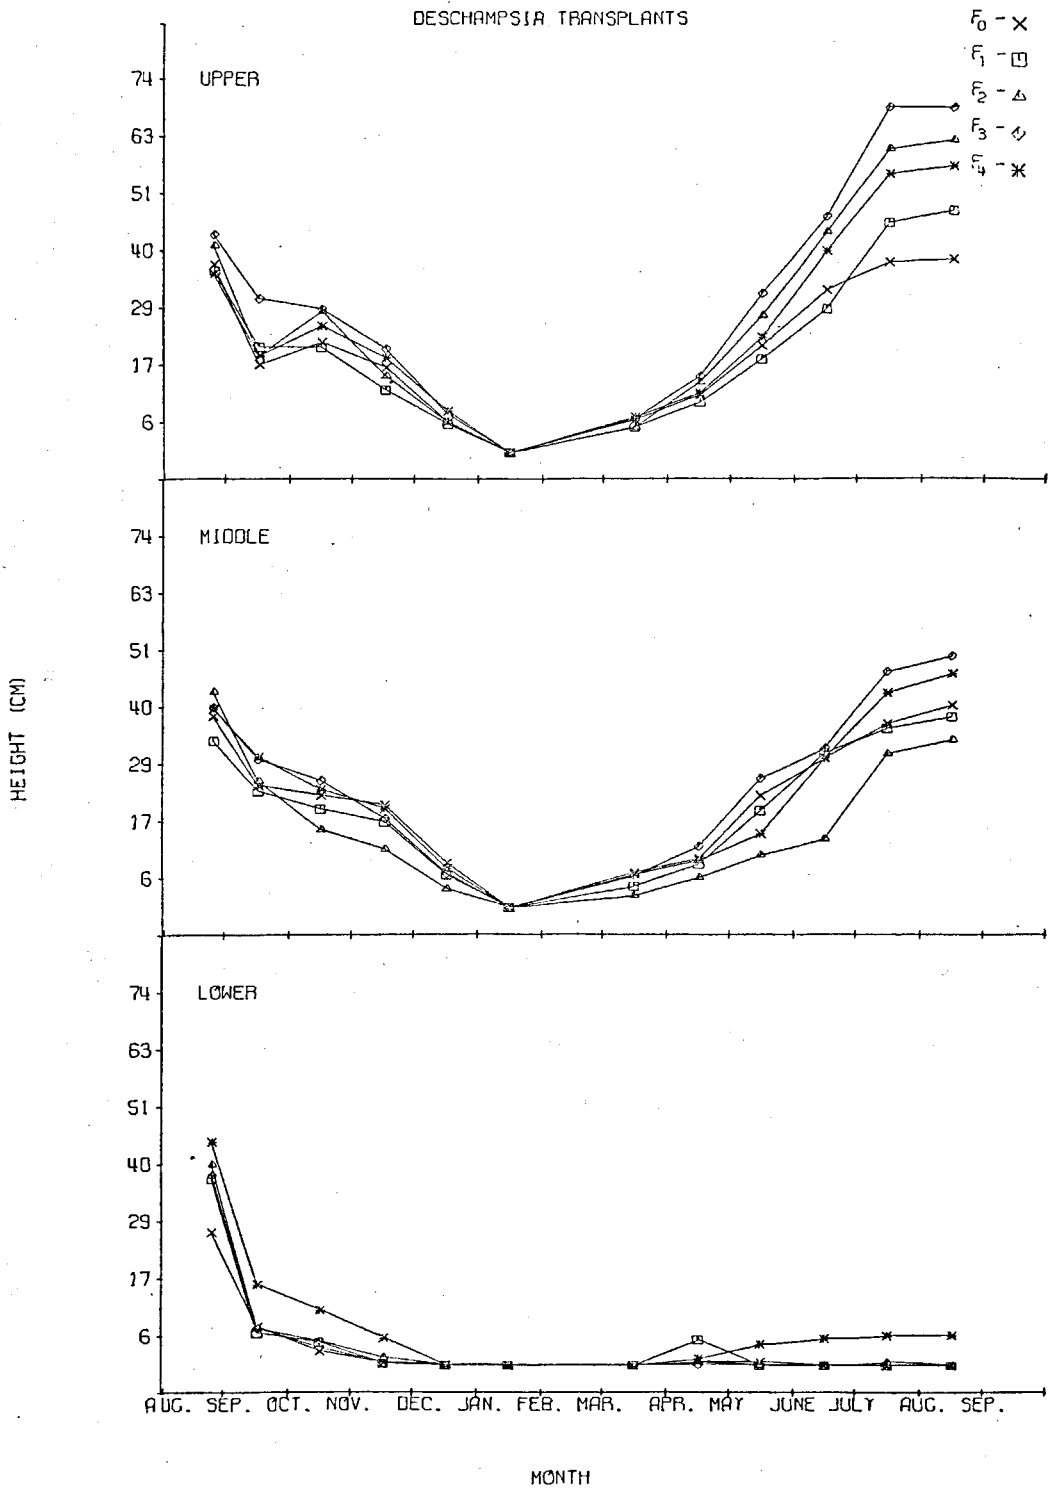 DESCHAMPSIA TRANSPLANTS
F0 -
F1 -
F2 -
F3 -
F4 -
UPPER
74
63
51
40
29
17
6
MIDDLE
74
63
51
40
29
17
6
HEIGHT (CM)
LOWER
74
63
51
40
29
17
6
AUG. SEP. OCT. NOV. DEC. JAN. FEB. MAR. APR. MAY JUNE JULY AUG. SEP.
MONTH